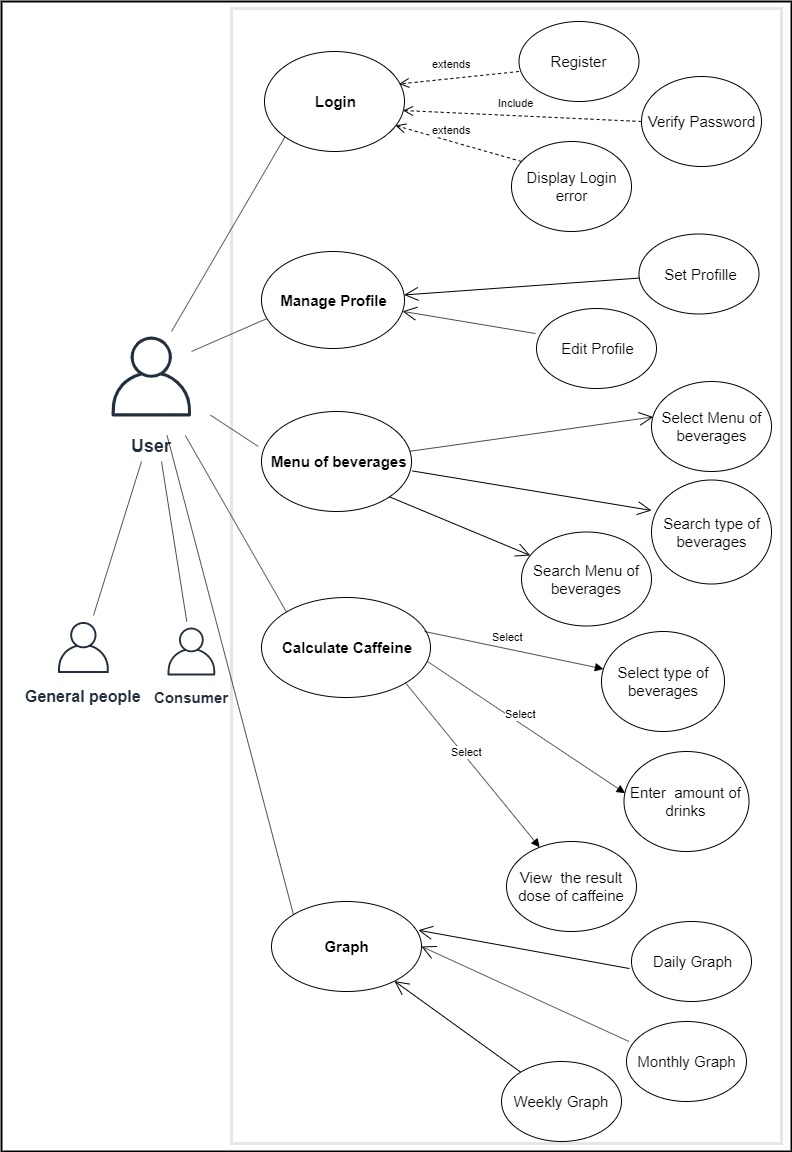 extends
Register
Login
Include
Verify Password
extends
Display Login
error
Set Profille
Manage Profile
Edit Profile
Select Menu of
beverages
User
Menu of beverages
Search type of
beverages
Search Menu of
beverages
Select
Calculate Caffeine
Select type of
beverages
General people
Consumer
Select
Select
Enter  amount of
drinks
View  the result
dose of caffeine
Graph
Daily Graph
Monthly Graph
Weekly Graph